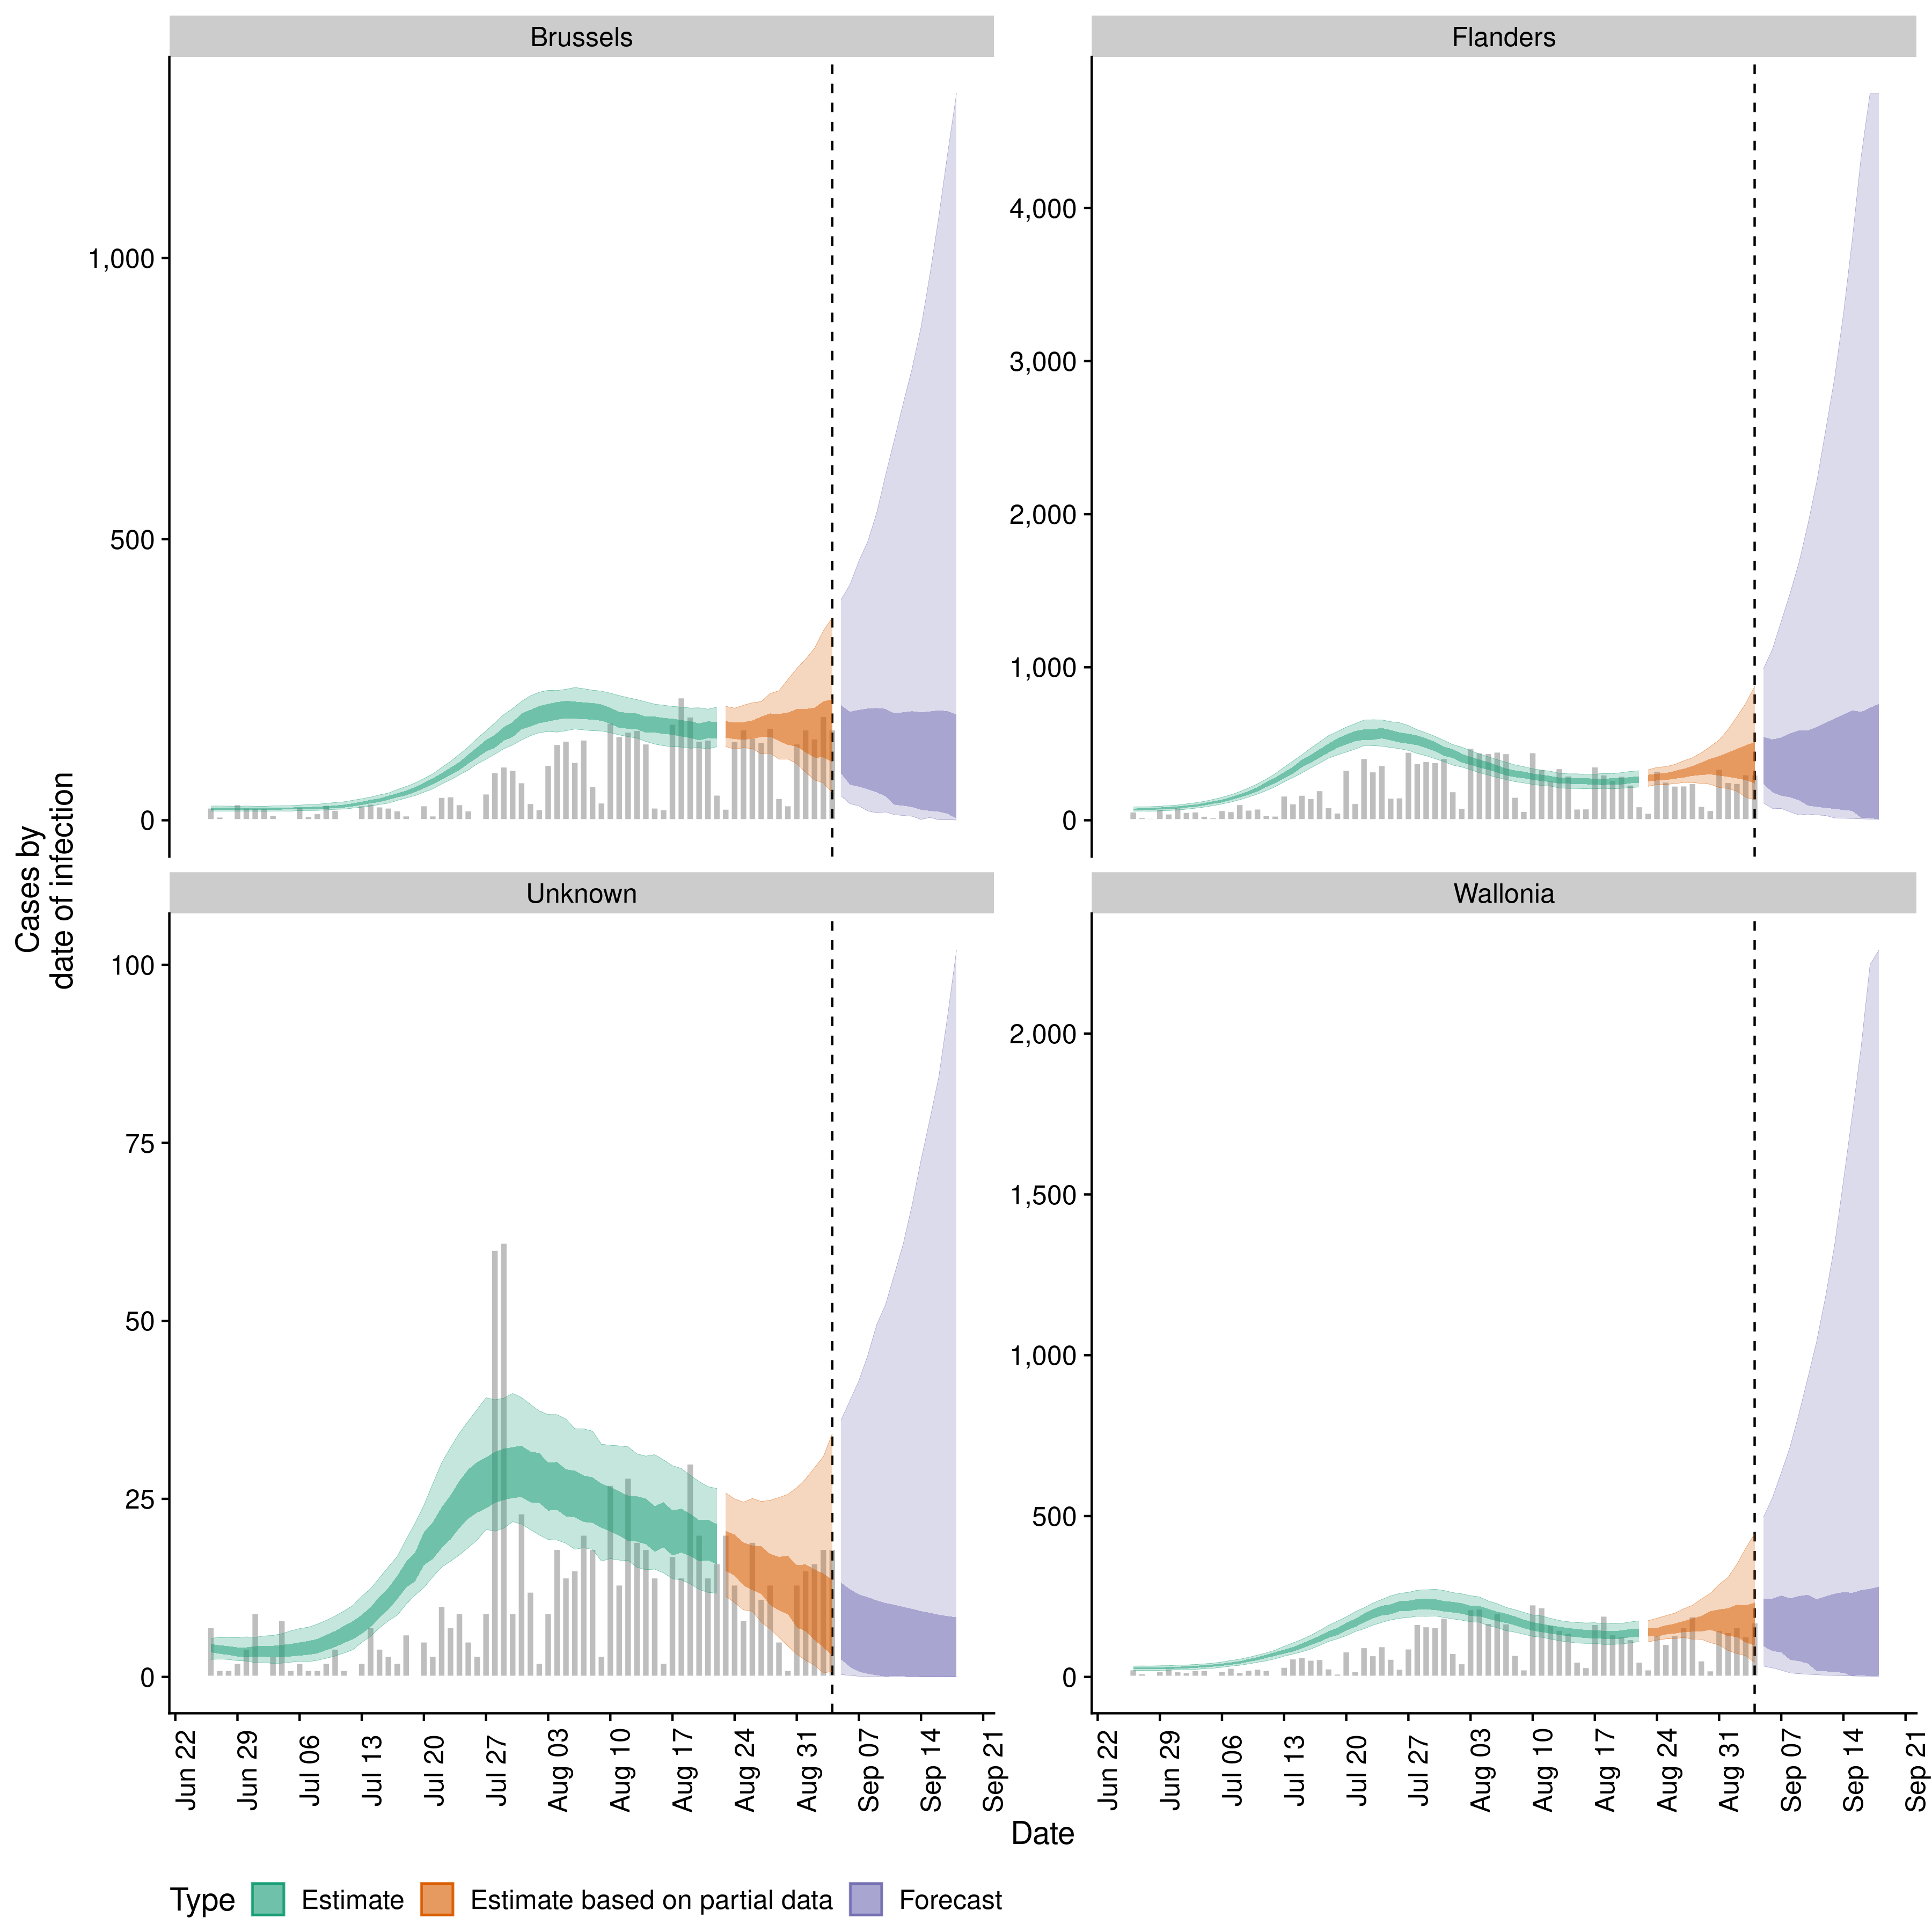 Brussels
Flanders
1,000
500
0
4,000
3,000
2,000
1,000
0
Cases by
date of infection
Unknown
Wallonia
100
75
50
25
0
2,000
1,500
1,000
500
0
Jun 22
Jun 29
Jul 06
Jul 13
Jul 20
Jul 27
Aug 03
Aug 10
Aug 17
Aug 24
Aug 31
Sep 07
Sep 14
Sep 21
Jun 22
Jun 29
Jul 06
Jul 13
Jul 20
Jul 27
Aug 03
Aug 10
Aug 17
Aug 24
Aug 31
Sep 07
Sep 14
Sep 21
Date
Type Estimate Estimate based on partial data Forecast